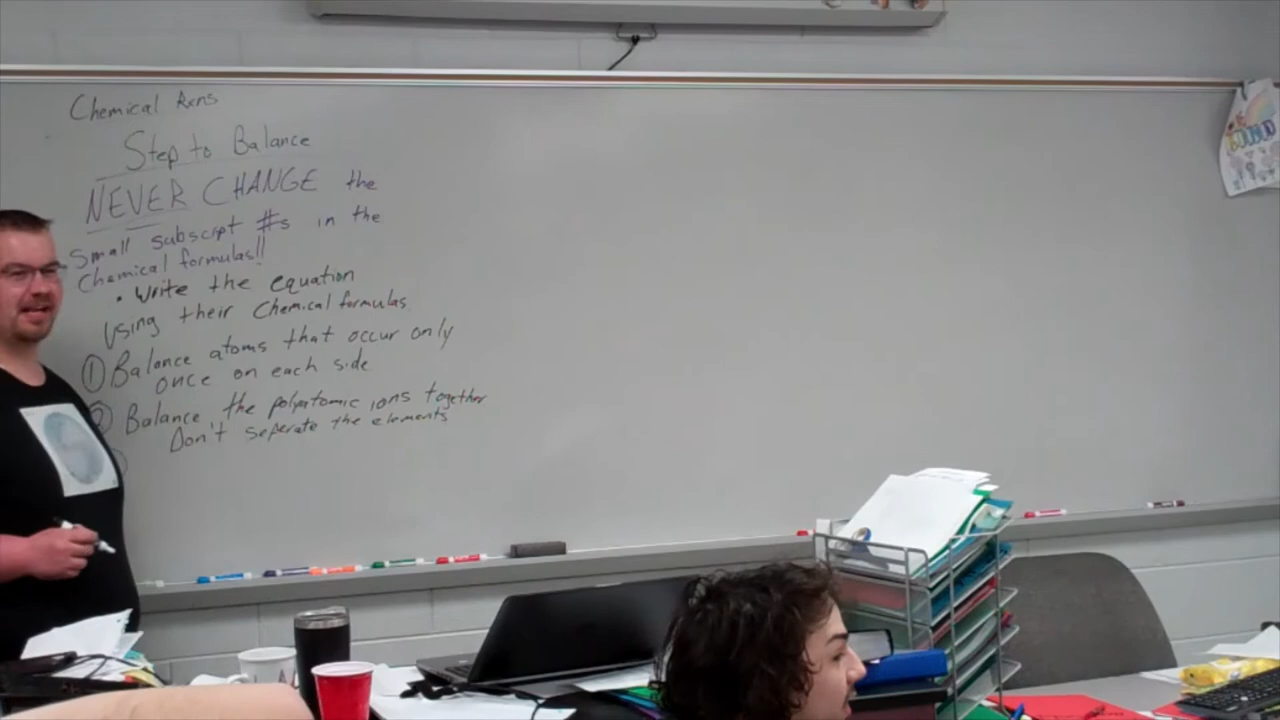 Chemical Rxns
Step to Balance
NEVER CHANGE the
Small subscript #s in the
Chemical formulas!!
• Write the equation
Using their Chemical formulas
① Balance atoms that occur only
once on each side
② Balance the polyatomic ions together
Don't seperate the elements